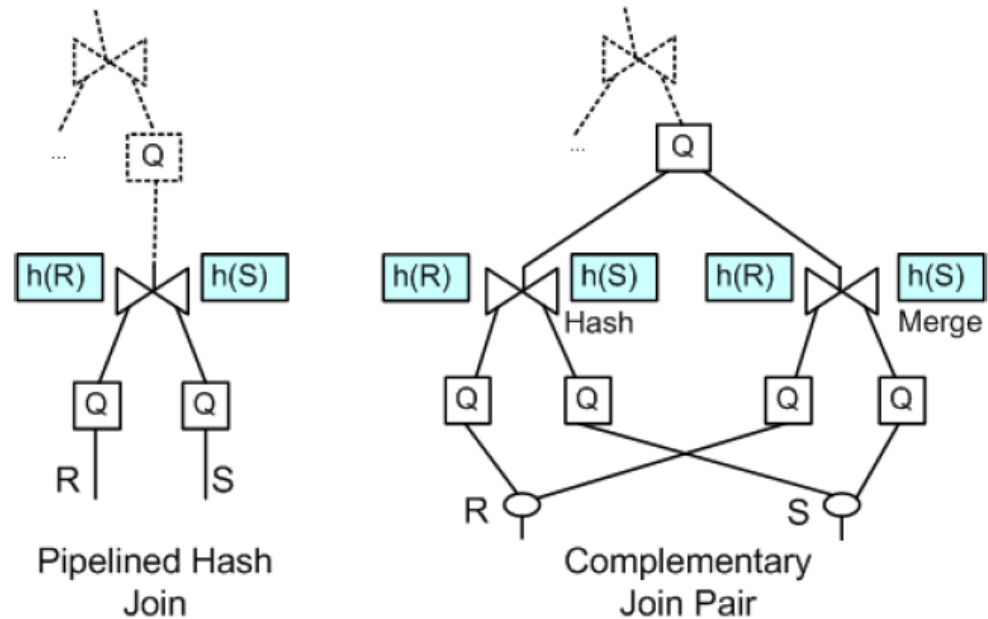 ... Q
h(R) h(S)
Q Q
R S
Pipelined Hash
Join
... Q
h(R) h(S) h(R) h(S)
Hash Merge
Q Q Q Q
R S
Complementary
Join Pair